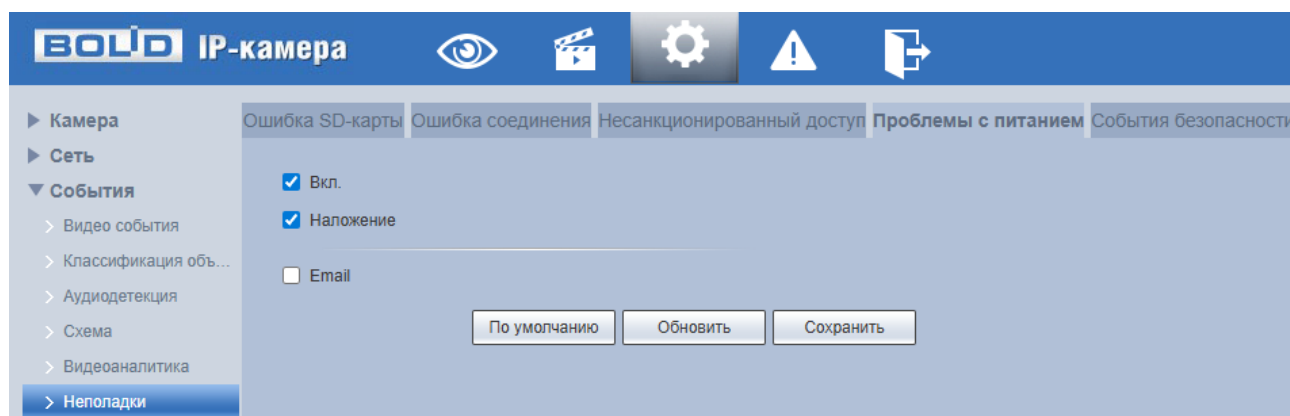 BOLID IP-камера
Камера
Сеть
События
Видео события
Классификация объ...
Аудиодетекция
Схема
Видеоаналитика
Неполадки
Ошибка SD-карты Ошибка соединения Несанкционированный доступ Проблемы с питанием События безопасности
Вкл.
Наложение
Email
По умолчанию Обновить Сохранить